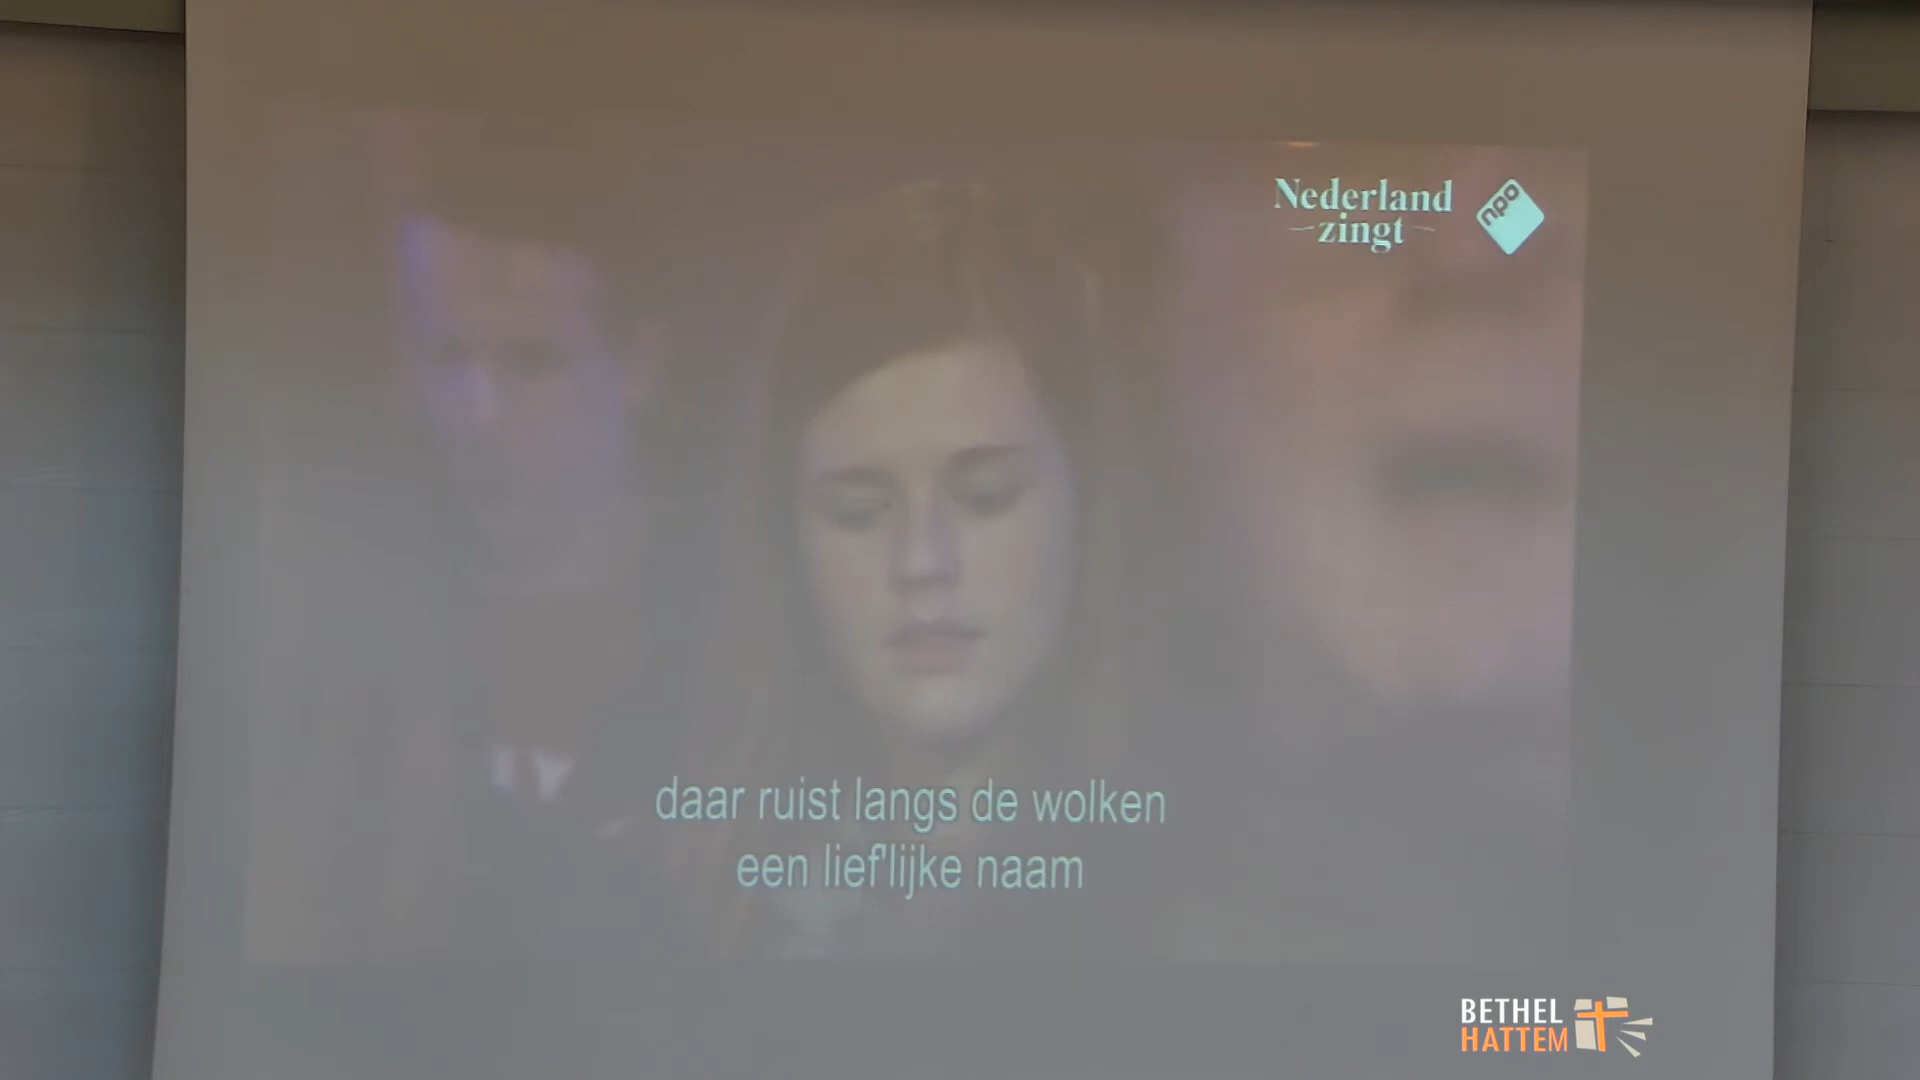 Nederland
zingt
npo
daar ruist langs de wolken
een lief'lijke naam
BETHEL
HATTEM